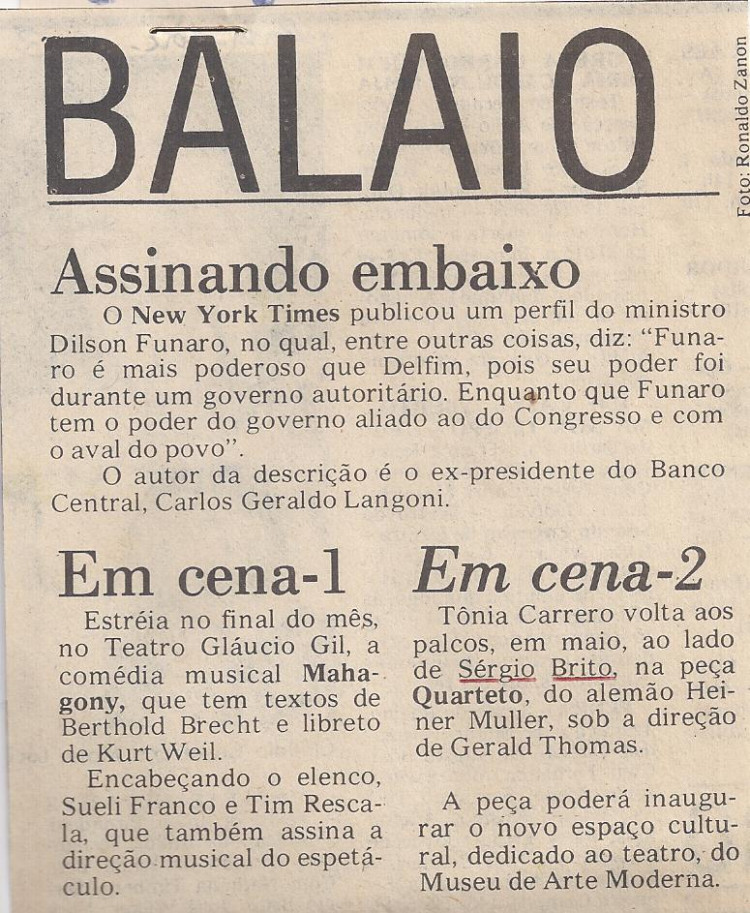 BALAIO
Foto: Ronaldo Zanon
Assinando embaixo
O New York Times publicou um perfil do ministro
Dilson Funaro, no qual, entre outras coisas, diz: “Funa-
ro é mais poderoso que Delfim, pois seu poder foi
durante um governo autoritário. Enquanto que Funaro
tem o poder do governo aliado ao do Congresso e com
o aval do povo”.
O autor da descrição é o ex-presidente do Banco
Central, Carlos Geraldo Langoni.
Em cena-1
Estréia no final do mês,
no Teatro Gláucio Gil, a
comédia musical Maha-
gony, que tem textos de
Berthold Brecht e libreto
de Kurt Weil.
Encabeçando o elenco,
Sueli Franco e Tim Resca-
la, que também assina a
direção musical do espetá-
culo.
Em cena-2
Tônia Carrero volta aos
palcos, em maio, ao lado
de Sérgio Brito, na peça
Quarteto, do alemão Hei-
ner Muller, sob a direção
de Gerald Thomas.
A peça poderá inaugu-
rar o novo espaço cultu-
ral, dedicado ao teatro, do
Museu de Arte Moderna.